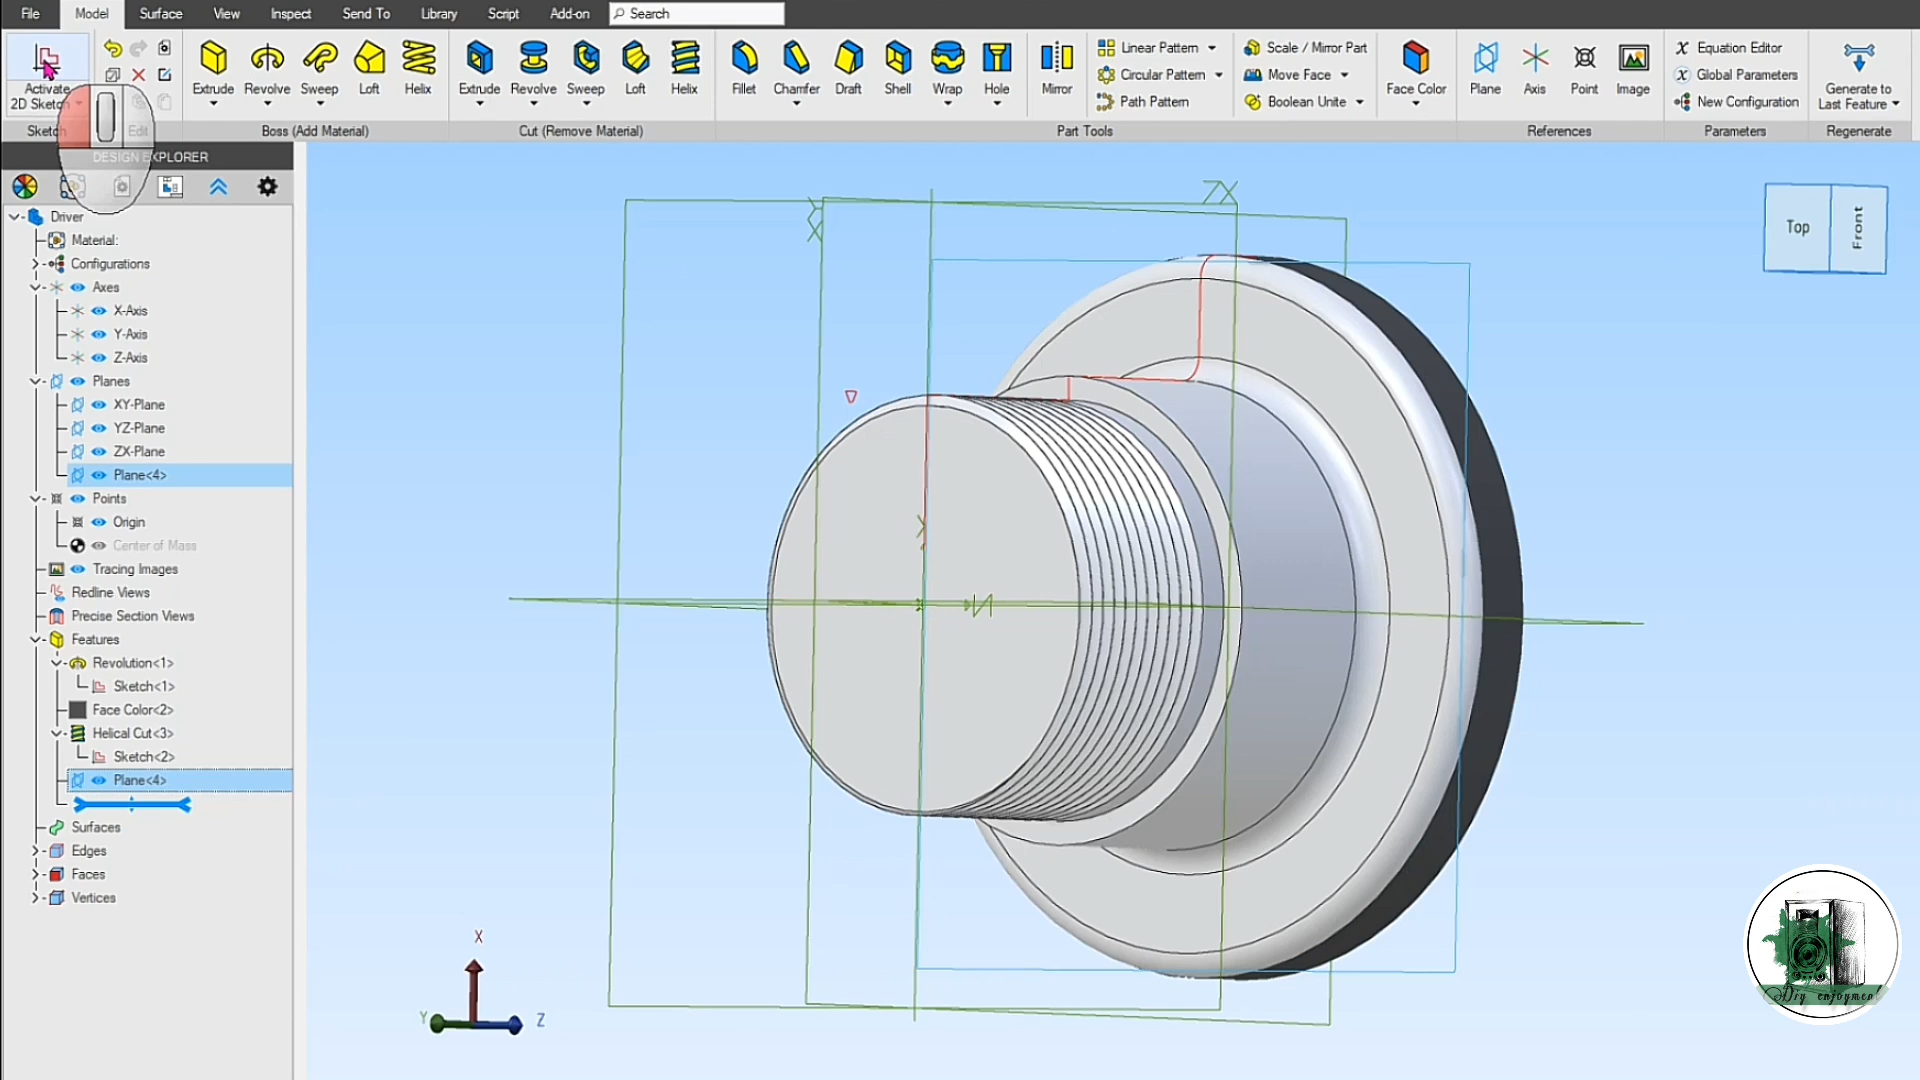 File Model Surface View Inspect Send To Library Script Add-on Search
Activate
2D Sketch
Extrude Revolve Sweep Loft Helix
Extrude Revolve Sweep Loft Helix
Fillet Chamfer Draft Shell Wrap Hole
Mirror
Linear Pattern
Circular Pattern
Path Pattern
Scale / Mirror Part
Move Face
Boolean Unite
Face Color
Plane Axis Point Image
Equation Editor
Global Parameters
New Configuration
Generate to
Last Feature
Sketch Edit Boss (Add Material) Cut (Remove Material) Part Tools References Parameters Regenerate
DESIGN EXPLORER
Driver
Material:
Configurations
Axes
X-Axis
Y-Axis
Z-Axis
Planes
XY-Plane
YZ-Plane
ZX-Plane
Plane<4>
Points
Origin
Center of Mass
Tracing Images
Redline Views
Precise Section Views
Features
Revolution<1>
Sketch<1>
Face Color<2>
Helical Cut<3>
Sketch<2>
Plane<4>
Surfaces
Edges
Faces
Vertices
ZX
Top Front
X
Y
Z
Diy enjoyment